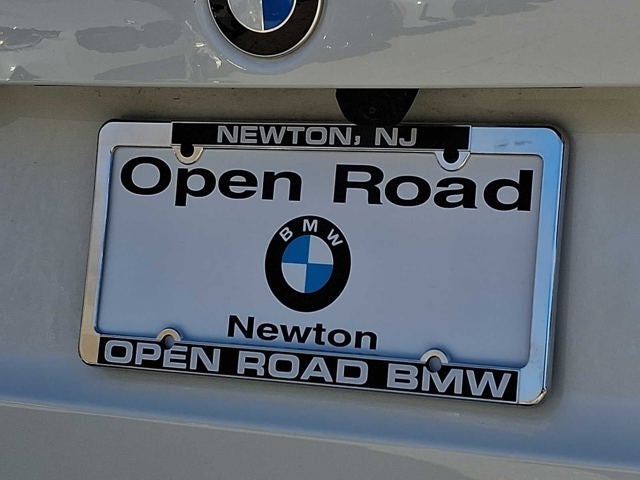 NEWTON, NJ
Open Road
BMW
Newton
OPEN ROAD BMW